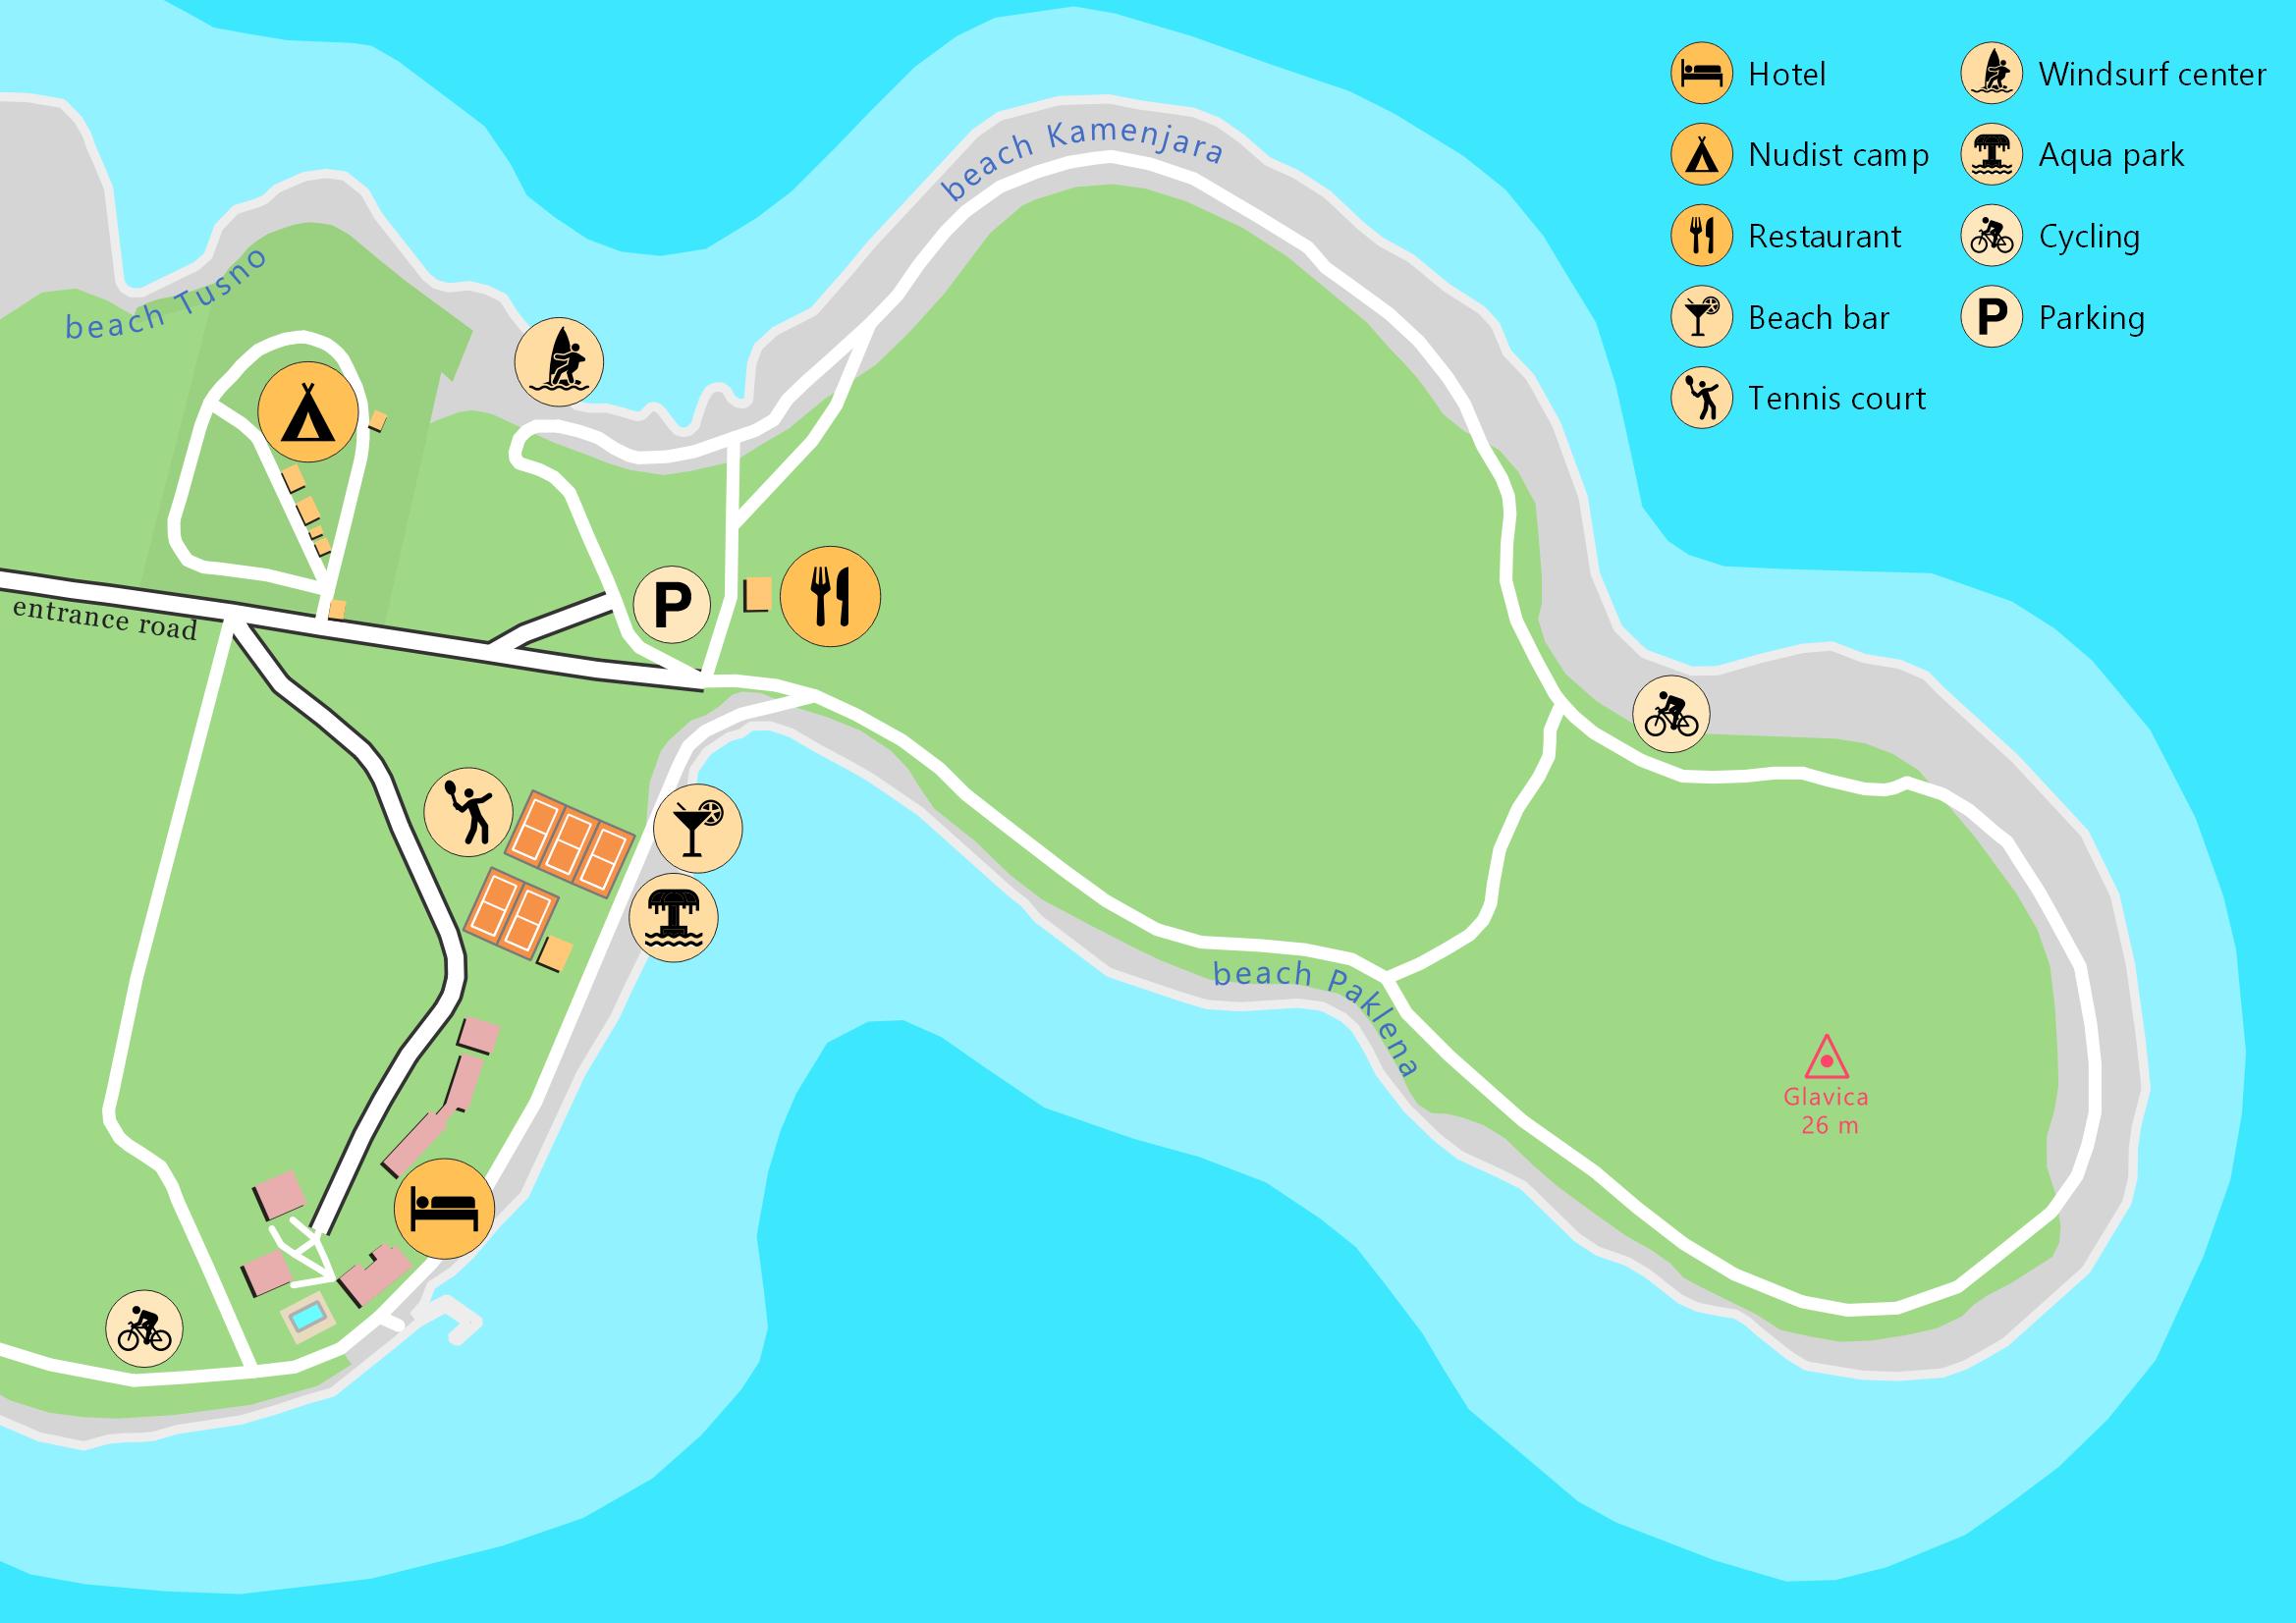 beach Kamenjara
beach Tusno
entrance road
P
beach Paklena
Glavica
26 m
Hotel
Nudist camp
Restaurant
Beach bar
Tennis court
Windsurf center
Aqua park
Cycling
P Parking